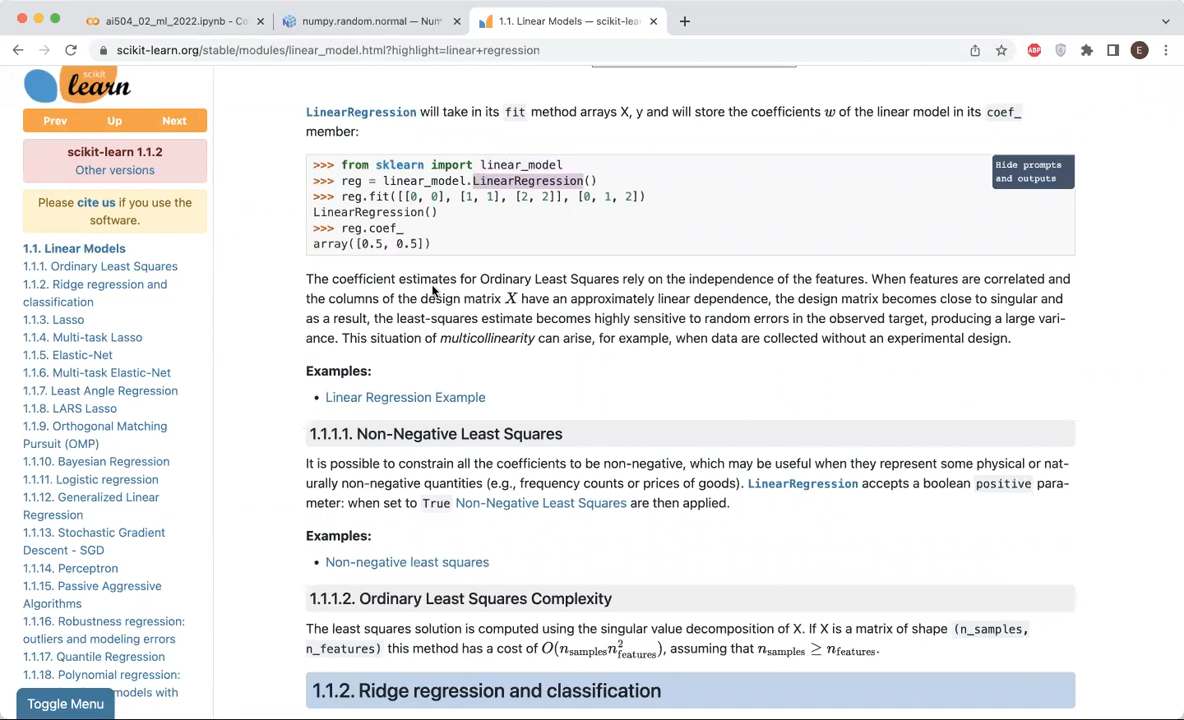 ai504_02_ml_2022.ipynb - Co
numpy.random.normal — Num
1.1. Linear Models — scikit-lea
scikit-learn.org/stable/modules/linear_model.html?highlight=linear+regression
ABP
E
scikit
learn
Prev Up Next
scikit-learn 1.1.2
Other versions
Please cite us if you use the
software.
1.1. Linear Models
1.1.1. Ordinary Least Squares
1.1.2. Ridge regression and
classification
1.1.3. Lasso
1.1.4. Multi-task Lasso
1.1.5. Elastic-Net
1.1.6. Multi-task Elastic-Net
1.1.7. Least Angle Regression
1.1.8. LARS Lasso
1.1.9. Orthogonal Matching
Pursuit (OMP)
1.1.10. Bayesian Regression
1.1.11. Logistic regression
1.1.12. Generalized Linear
Regression
1.1.13. Stochastic Gradient
Descent - SGD
1.1.14. Perceptron
1.1.15. Passive Aggressive
Algorithms
1.1.16. Robustness regression:
outliers and modeling errors
1.1.17. Quantile Regression
1.1.18. Polynomial regression:
models with
Toggle Menu
LinearRegression will take in its fit method arrays X, y and will store the coefficients w of the linear model in its coef_
member:
>>> from sklearn import linear_model
>>> reg = linear_model.LinearRegression()
>>> reg.fit([[0, 0], [1, 1], [2, 2]], [0, 1, 2])
LinearRegression()
>>> reg.coef_
array([0.5, 0.5])
Hide prompts
and outputs
The coefficient estimates for Ordinary Least Squares rely on the independence of the features. When features are correlated and
the columns of the design matrix X have an approximately linear dependence, the design matrix becomes close to singular and
as a result, the least-squares estimate becomes highly sensitive to random errors in the observed target, producing a large vari-
ance. This situation of multicollinearity can arise, for example, when data are collected without an experimental design.
Examples:
• Linear Regression Example
1.1.1.1. Non-Negative Least Squares
It is possible to constrain all the coefficients to be non-negative, which may be useful when they represent some physical or nat-
urally non-negative quantities (e.g., frequency counts or prices of goods). LinearRegression accepts a boolean positive para-
meter: when set to True Non-Negative Least Squares are then applied.
Examples:
• Non-negative least squares
1.1.1.2. Ordinary Least Squares Complexity
The least squares solution is computed using the singular value decomposition of X. If X is a matrix of shape (n_samples,
n_features) this method has a cost of O(n_samples n_features^2), assuming that n_samples ≥ n_features.
1.1.2. Ridge regression and classification